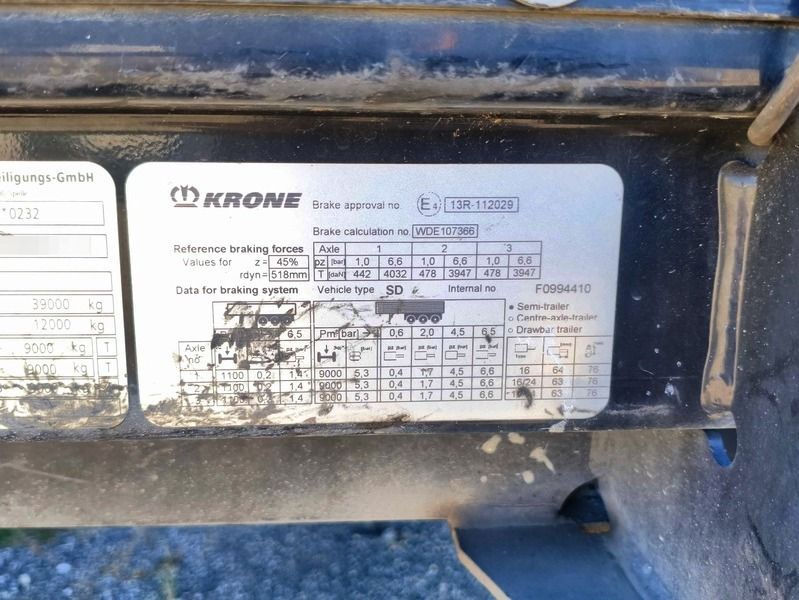 eiligungs-GmbH
*0232
39000 kg
12000 kg
9000 kg T
9000 kg T
KRONE
Brake approval no. E4 13R-112029
Brake calculation no. WDE107366
Reference braking forces Axle 1 2 3
Values for z= 45% pz [bar] 1,0 6,6 1,0 6,6 1,0 6,6
rdyn= 518mm T [daN] 442 4032 478 3947 478 3947
Data for braking system Vehicle type SD Internal no F0994410
Semi-trailer
Centre-axle-trailer
Drawbar trailer
6,5 Pm[bar] 0,6 2,0 4,5 6,5
Axle no
1 1100 0,2 1,4 9000 5,3 0,4 1,7 4,5 6,6 16 64 76
2 1100 0,2 1,4 9000 5,3 0,4 1,7 4,5 6,6 16/24 63 76
1100 0,2 1,4 9000 5,3 0,4 1,7 4,5 6,6 63 76